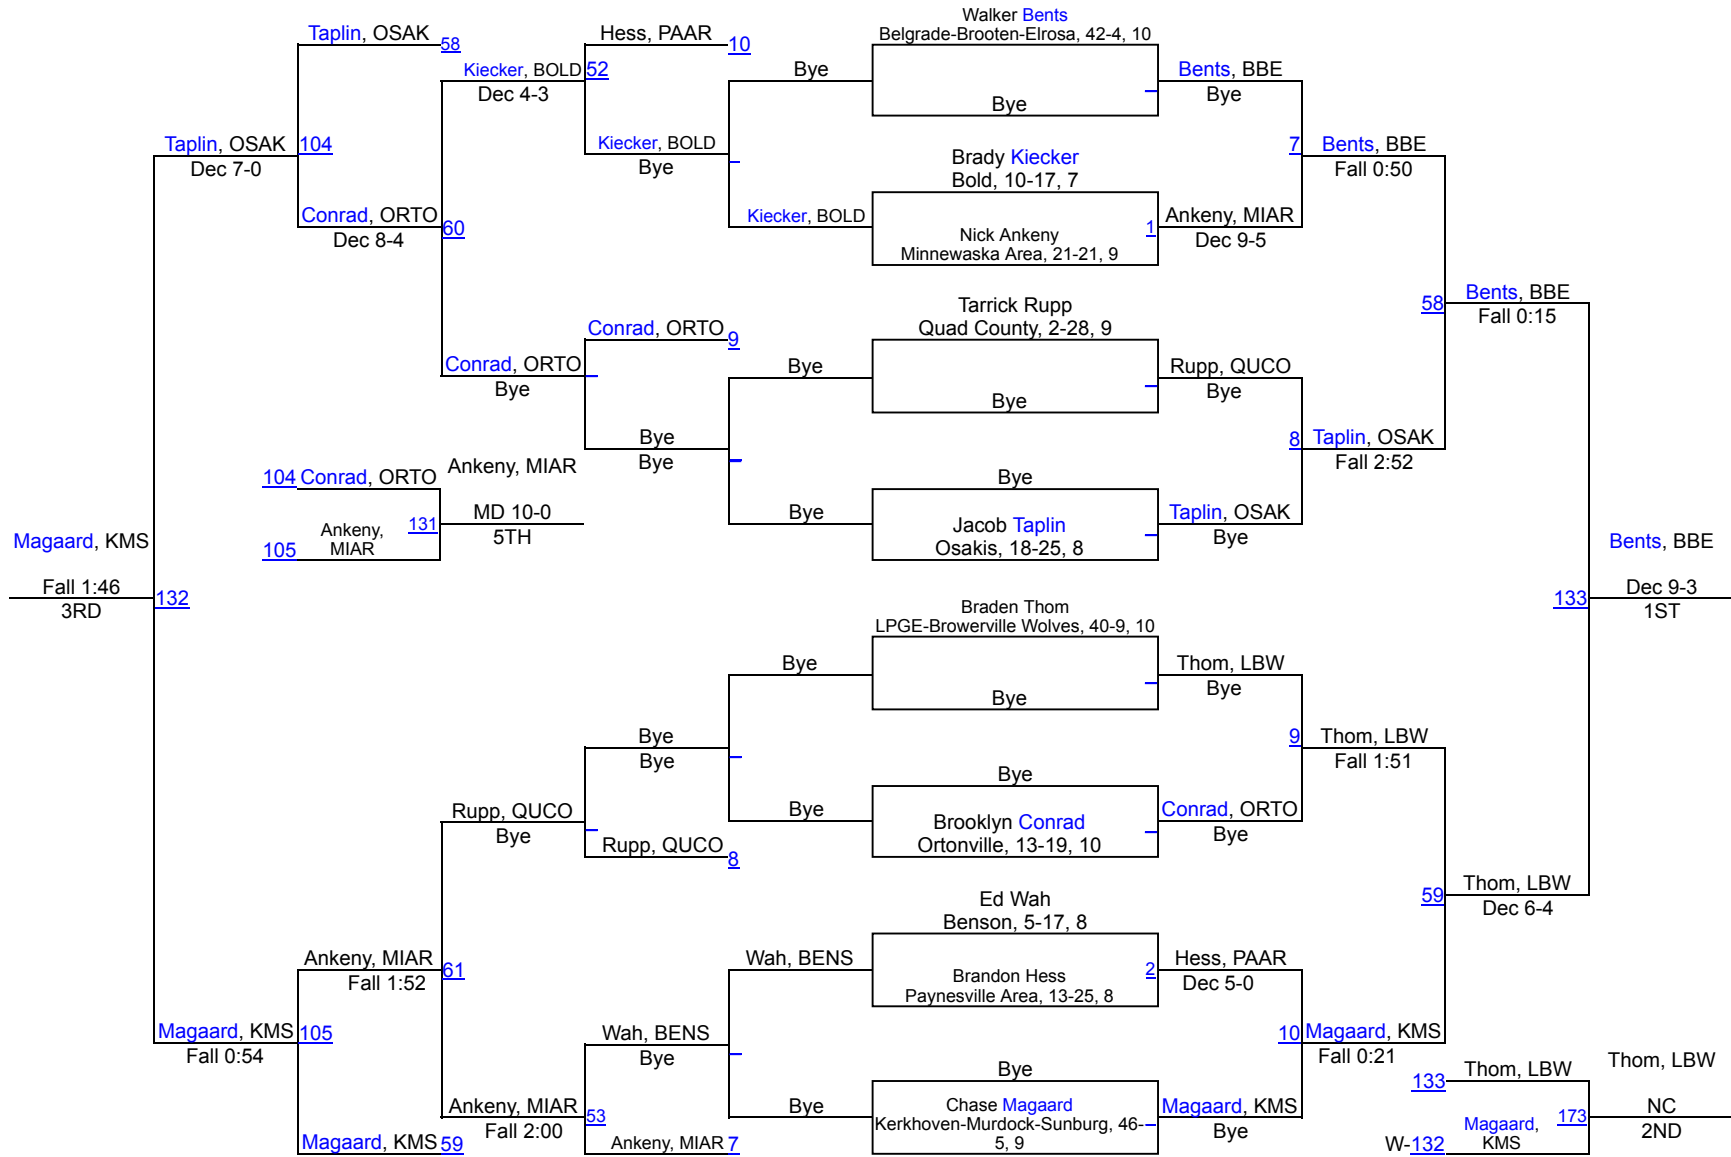 Walker Bents
Belgrade-Brooten-Elrosa, 42-4, 10
Taplin, OSAK
58
Hess, PAAR
10
Kiecker, BOLD
52
Dec 4-3
Bye
Bye
Bents, BBE
Bye
Taplin, OSAK
104
Dec 7-0
Kiecker, BOLD
Bye
Brady Kiecker
Bold, 10-17, 7
7
Bents, BBE
Fall 0:50
Conrad, ORTO
60
Dec 8-4
Kiecker, BOLD
Nick Ankeny
Minnewaska Area, 21-21, 9
1
Ankeny, MIAR
Dec 9-5
Tarrick Rupp
Quad County, 2-28, 9
58
Bents, BBE
Fall 0:15
Conrad, ORTO
9
Conrad, ORTO
Bye
Bye
Bye
Rupp, QUCO
Bye
Bye
Bye
8
Taplin, OSAK
Fall 2:52
104
Conrad, ORTO
Ankeny, MIAR
Bye
Bye
Jacob Taplin
Osakis, 18-25, 8
Taplin, OSAK
Bye
105
Ankeny,
MIAR
131
MD 10-0
5TH
Magaard, KMS
Fall 1:46
3RD
132
Bents, BBE
133
Dec 9-3
1ST
Braden Thom
LPGE-Browerville Wolves, 40-9, 10
Bye
Bye
Thom, LBW
Bye
Bye
Bye
9
Thom, LBW
Fall 1:51
Bye
Bye
Brooklyn Conrad
Ortonville, 13-19, 10
Conrad, ORTO
Bye
Rupp, QUCO
Bye
Rupp, QUCO
8
Ed Wah
Benson, 5-17, 8
59
Thom, LBW
Dec 6-4
Ankeny, MIAR
61
Fall 1:52
Wah, BENS
Brandon Hess
Paynesville Area, 13-25, 8
2
Hess, PAAR
Dec 5-0
Magaard, KMS
105
Fall 0:54
Wah, BENS
Bye
10
Magaard, KMS
Fall 0:21
Bye
Bye
Chase Magaard
Kerkhoven-Murdock-Sunburg, 46-
5, 9
Magaard, KMS
Bye
Ankeny, MIAR
53
Fall 2:00
Magaard, KMS
59
Ankeny, MIAR
7
133
Thom, LBW
Thom, LBW
W-132
Magaard,
KMS
173
NC
2ND